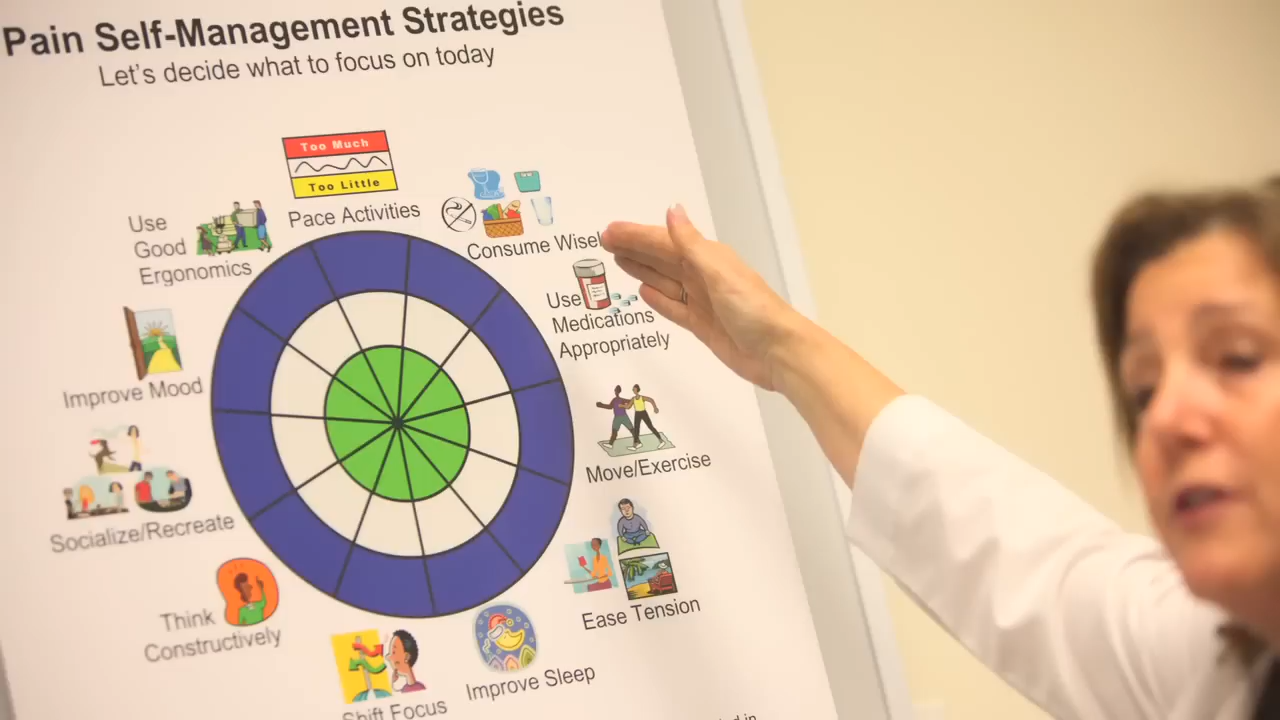 Pain Self-Management Strategies
Let's decide what to focus on today
Too Much
Too Little
Pace Activities
Consume Wisel
Use
Medications
Appropriately
Move/Exercise
Ease Tension
Improve Sleep
Shift Focus
Think
Constructively
Socialize/Recreate
Improve Mood
Use
Good
Ergonomics